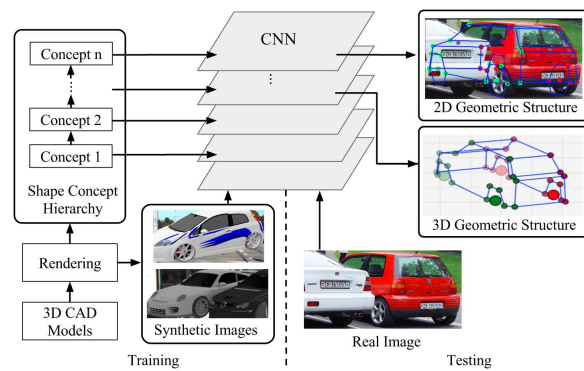 Concept n
Concept 2
Concept 1
Shape Concept
Hierarchy
Rendering
3D CAD
Models
CNN
Synthetic Images
Real Image
2D Geometric Structure
3D Geometric Structure
Training
Testing